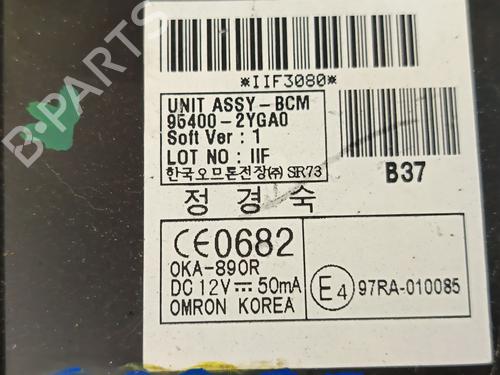 B-PARTS
*IIF3080*
UNIT ASSY-BCM
95400-2YGA0
Soft Ver : 1
LOT NO : IIF
한국오므론전장(주) SR73
B37
정 경 숙
CE0682
OKA-890R
DC 12V⎓50mA
OMRON KOREA
E4 97RA-010085